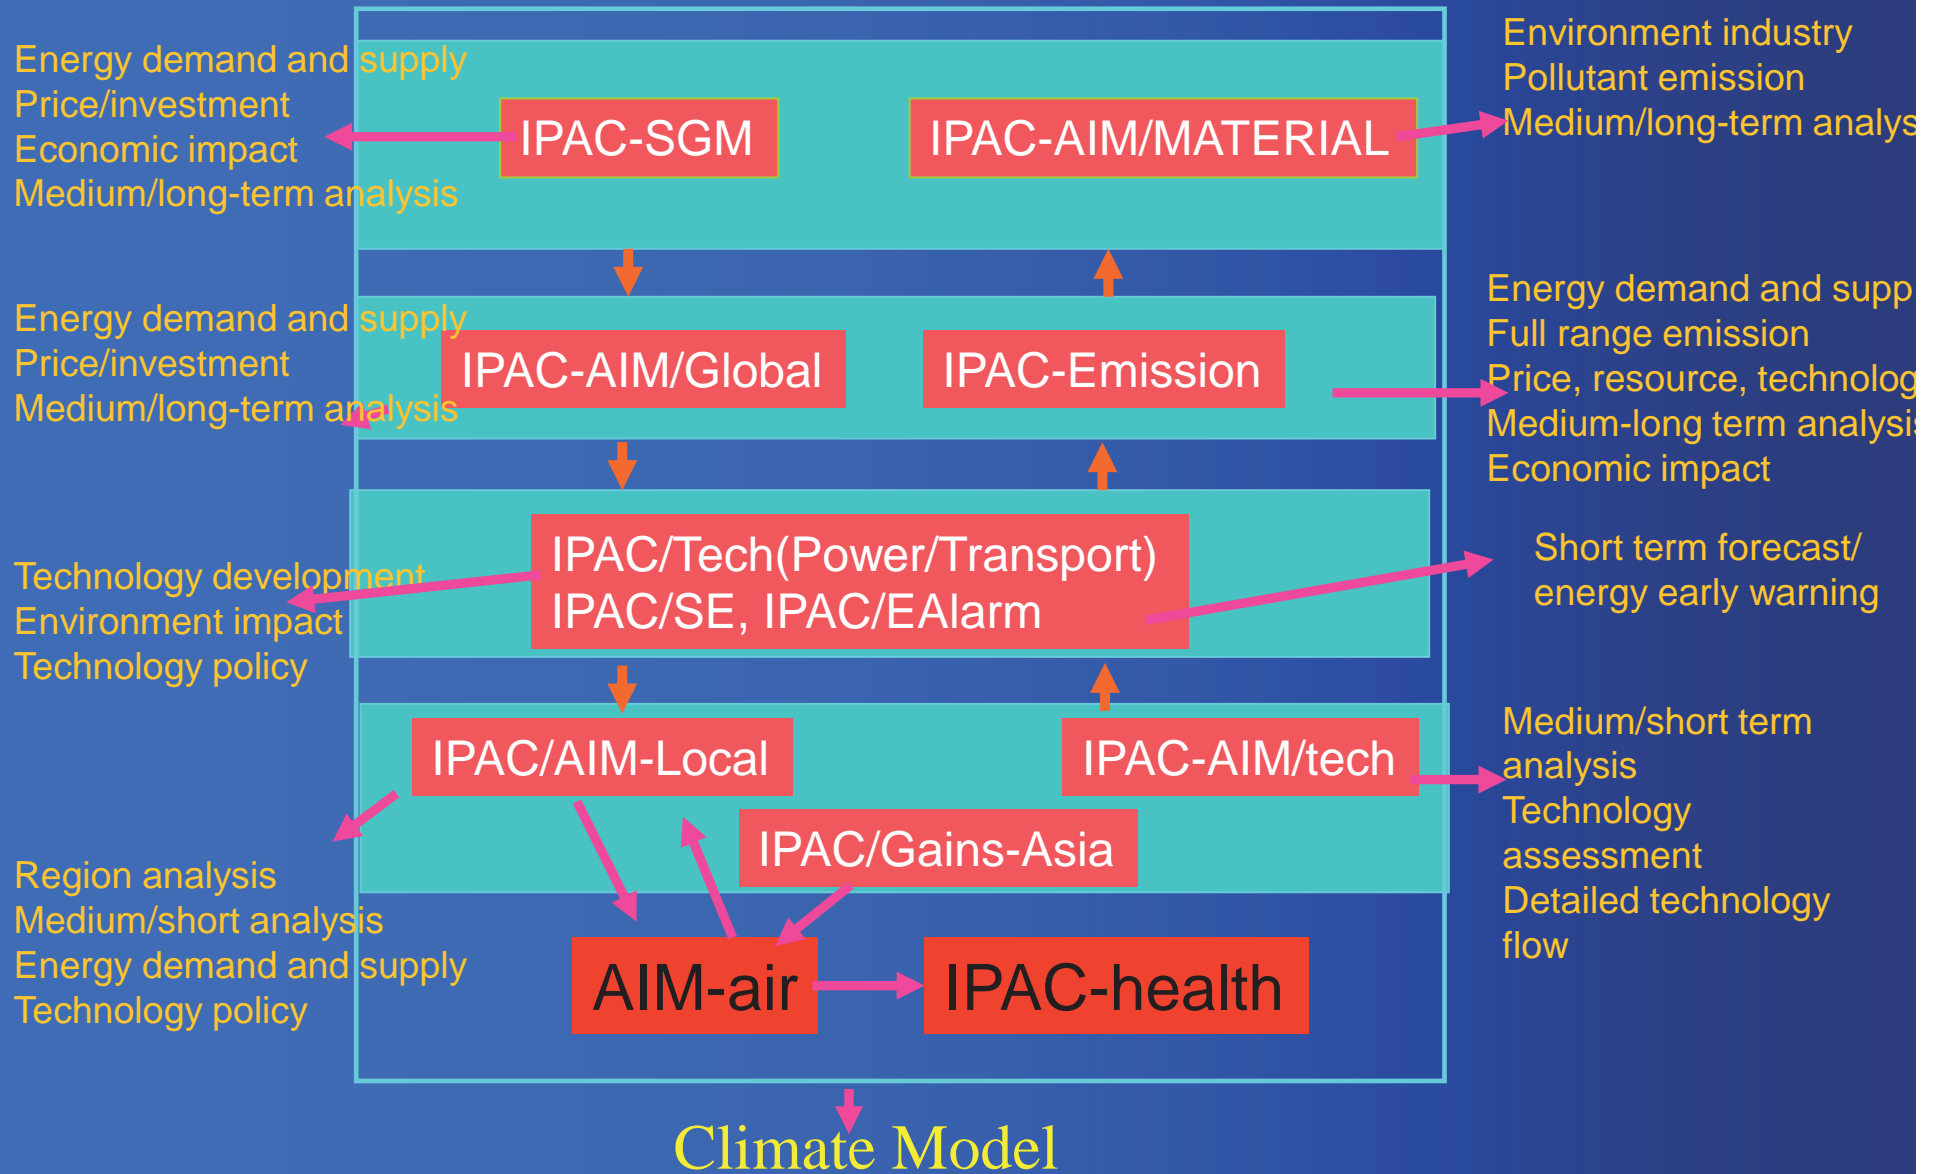 Energy demand and supply
Price/investment
Economic impact
Medium/long-term analysis
IPAC-SGM
IPAC-AIM/MATERIAL
Environment industry
Pollutant emission
Medium/long-term analys
Energy demand and supply
Price/investment
Medium/long-term analysis
IPAC-AIM/Global
IPAC-Emission
Energy demand and supp
Full range emission
Price, resource, technolog
Medium-long term analysis
Economic impact
Technology development
Environment impact
Technology policy
IPAC/Tech(Power/Transport)
IPAC/SE, IPAC/EAlarm
Short term forecast/
energy early warning
IPAC/AIM-Local
IPAC-AIM/tech
IPAC/Gains-Asia
Medium/short term
analysis
Technology
assessment
Detailed technology
flow
Region analysis
Medium/short analysis
Energy demand and supply
Technology policy
AIM-air
IPAC-health
Climate Model